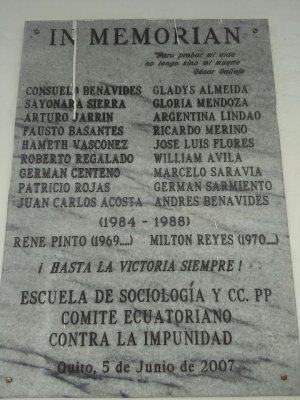 IN MEMORIAN
"Para probar mi vida
no tengo sino mi muerte"
César Vallejo
CONSUELO BENAVIDES GLADYS ALMEIDA
SAYONARA SIERRA GLORIA MENDOZA
ARTURO JARRIN ARGENTINA LINDAO
FAUSTO BASANTES RICARDO MERINO
HAMETH VASCONEZ JOSE LUIS FLORES
ROBERTO REGALADO WILLIAM AVILA
GERMAN CENTENO MARCELO SARAVIA
PATRICIO ROJAS GERMAN SARMIENTO
JUAN CARLOS ACOSTA ANDRES BENAVIDES
(1984 - 1988)
RENE PINTO (1969....) MILTON REYES (1970....)
¡ HASTA LA VICTORIA SIEMPRE !
ESCUELA DE SOCIOLOGÍA Y CC. PP
COMITE ECUATORIANO
CONTRA LA IMPUNIDAD
Quito, 5 de Junio de 2007